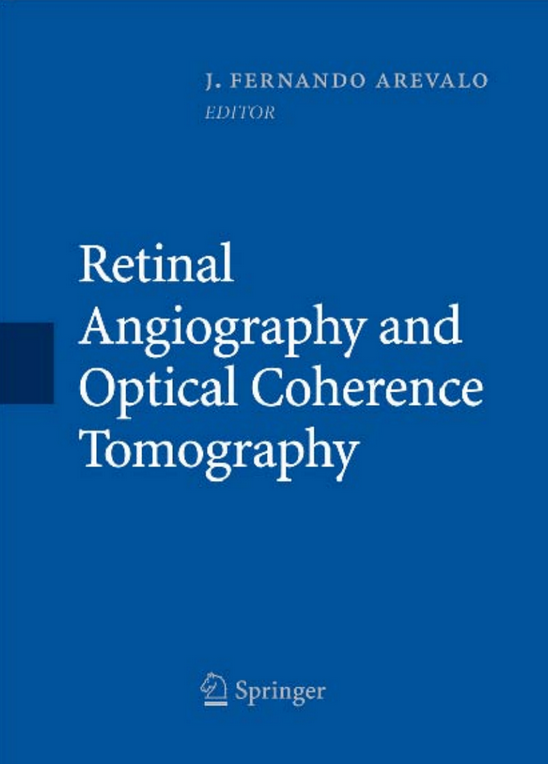 J. FERNANDO AREVALO
EDITOR
Retinal
Angiography and
Optical Coherence
Tomography
Springer